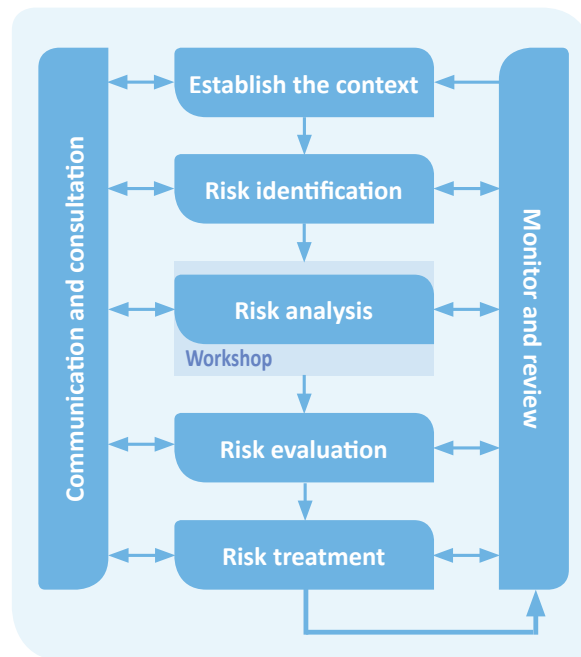 Communication and consultation
Establish the context
Risk identification
Risk analysis
Workshop
Risk evaluation
Risk treatment
Monitor and review